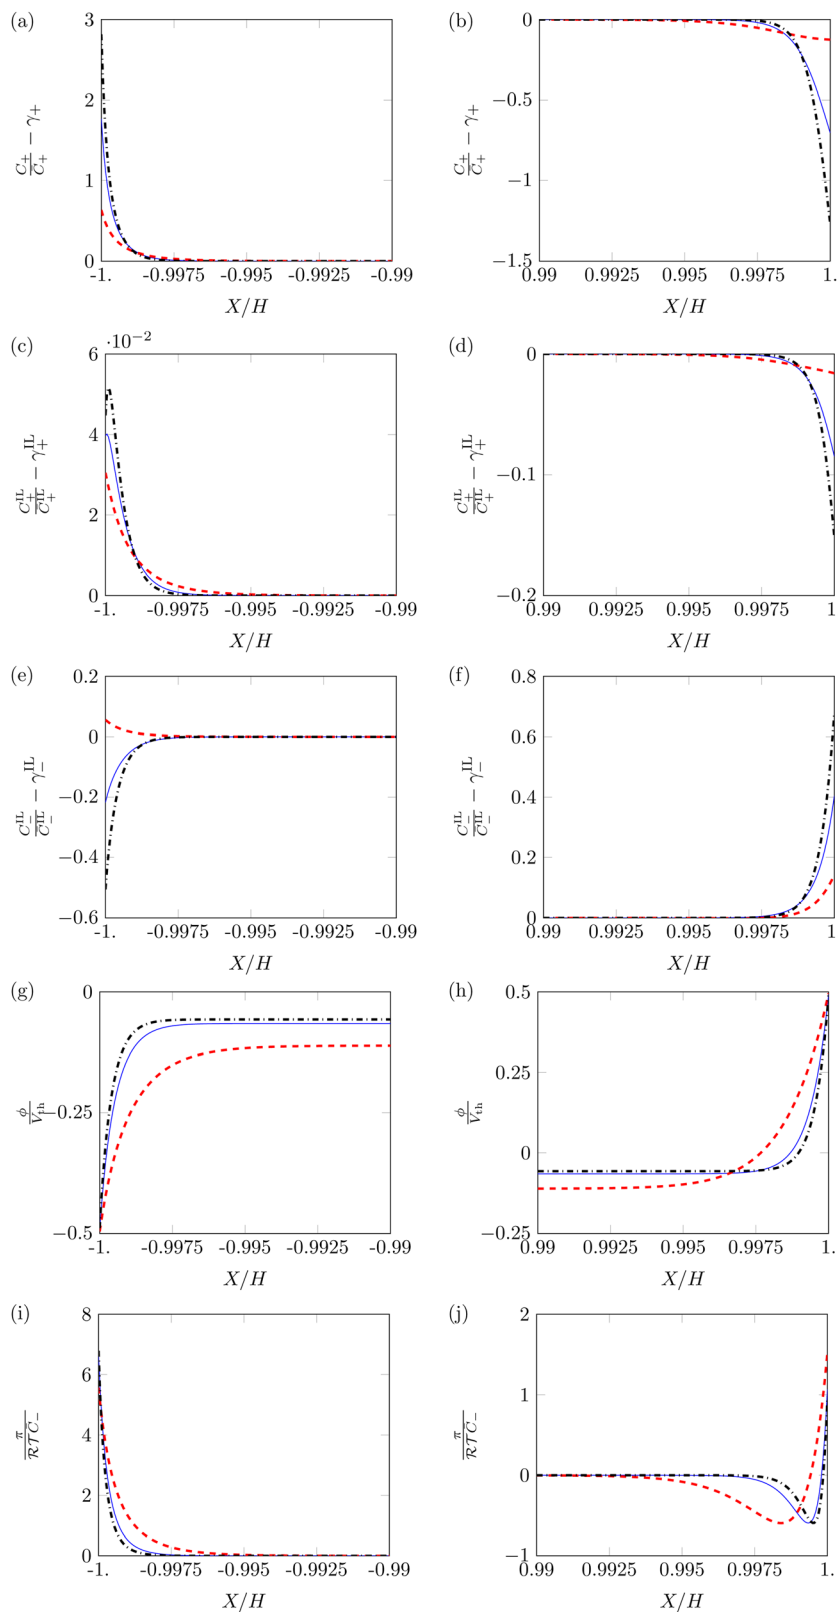 (a)
3
2
1
0
C₊/C̅₊ − γ₊
-1. -0.9975 -0.995 -0.9925 -0.99
X/H
(b)
0
−0.5
−1
−1.5
C₊/C̅₊ − γ₊
0.99 0.9925 0.995 0.9975 1.
X/H
(c)
·10⁻²
6
4
2
0
C₊ᴵᴸ/C̅₊ᴵᴸ − γ₊ᴵᴸ
-1. -0.9975 -0.995 -0.9925 -0.99
X/H
(d)
0
−0.1
−0.2
C₊ᴵᴸ/C̅₊ᴵᴸ − γ₊ᴵᴸ
0.99 0.9925 0.995 0.9975 1.
X/H
(e)
0.2
0
−0.2
−0.4
−0.6
C₋ᴵᴸ/C̅₋ᴵᴸ − γ₋ᴵᴸ
-1. -0.9975 -0.995 -0.9925 -0.99
X/H
(f)
0.8
0.6
0.4
0.2
0
C₋ᴵᴸ/C̅₋ᴵᴸ − γ₋ᴵᴸ
0.99 0.9925 0.995 0.9975 1.
X/H
(g)
0
−0.25
−0.5
ϕ/V_th
-1. -0.9975 -0.995 -0.9925 -0.99
X/H
(h)
0.5
0.25
0
−0.25
ϕ/V_th
0.99 0.9925 0.995 0.9975 1.
X/H
(i)
8
6
4
2
0
π/ℛ𝒯C̅₋
-1. -0.9975 -0.995 -0.9925 -0.99
X/H
(j)
2
1
0
−1
π/ℛ𝒯C̅₋
0.99 0.9925 0.995 0.9975 1.
X/H